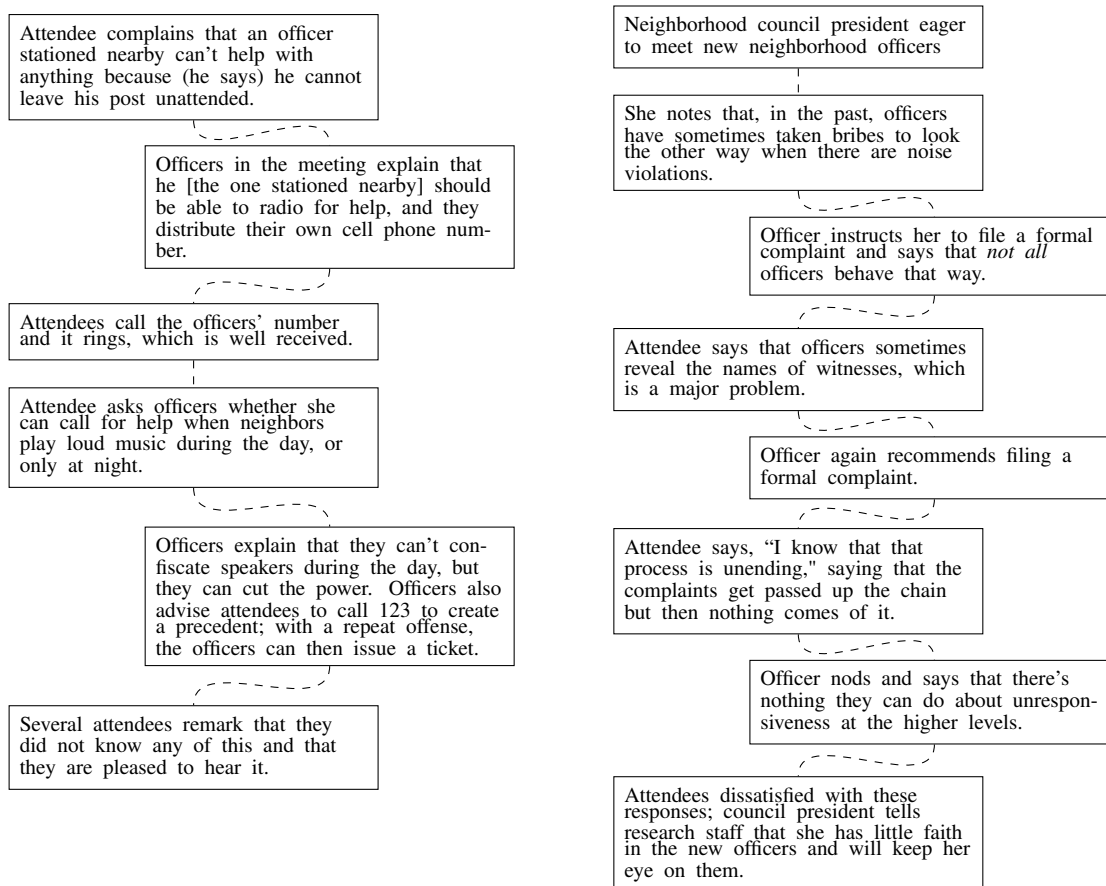 Attendee complains that an officer
stationed nearby can't help with
anything because (he says) he cannot
leave his post unattended.
Officers in the meeting explain that
he [the one stationed nearby] should
be able to radio for help, and they
distribute their own cell phone num-
ber.
Attendees call the officers' number
and it rings, which is well received.
Attendee asks officers whether she
can call for help when neighbors
play loud music during the day, or
only at night.
Officers explain that they can't con-
fiscate speakers during the day, but
they can cut the power. Officers also
advise attendees to call 123 to create
a precedent; with a repeat offense,
the officers can then issue a ticket.
Several attendees remark that they
did not know any of this and that
they are pleased to hear it.
Neighborhood council president eager
to meet new neighborhood officers
She notes that, in the past, officers
have sometimes taken bribes to look
the other way when there are noise
violations.
Officer instructs her to file a formal
complaint and says that not all
officers behave that way.
Attendee says that officers sometimes
reveal the names of witnesses, which
is a major problem.
Officer again recommends filing a
formal complaint.
Attendee says, “I know that that
process is unending," saying that the
complaints get passed up the chain
but then nothing comes of it.
Officer nods and says that there's
nothing they can do about unrespon-
siveness at the higher levels.
Attendees dissatisfied with these
responses; council president tells
research staff that she has little faith
in the new officers and will keep her
eye on them.